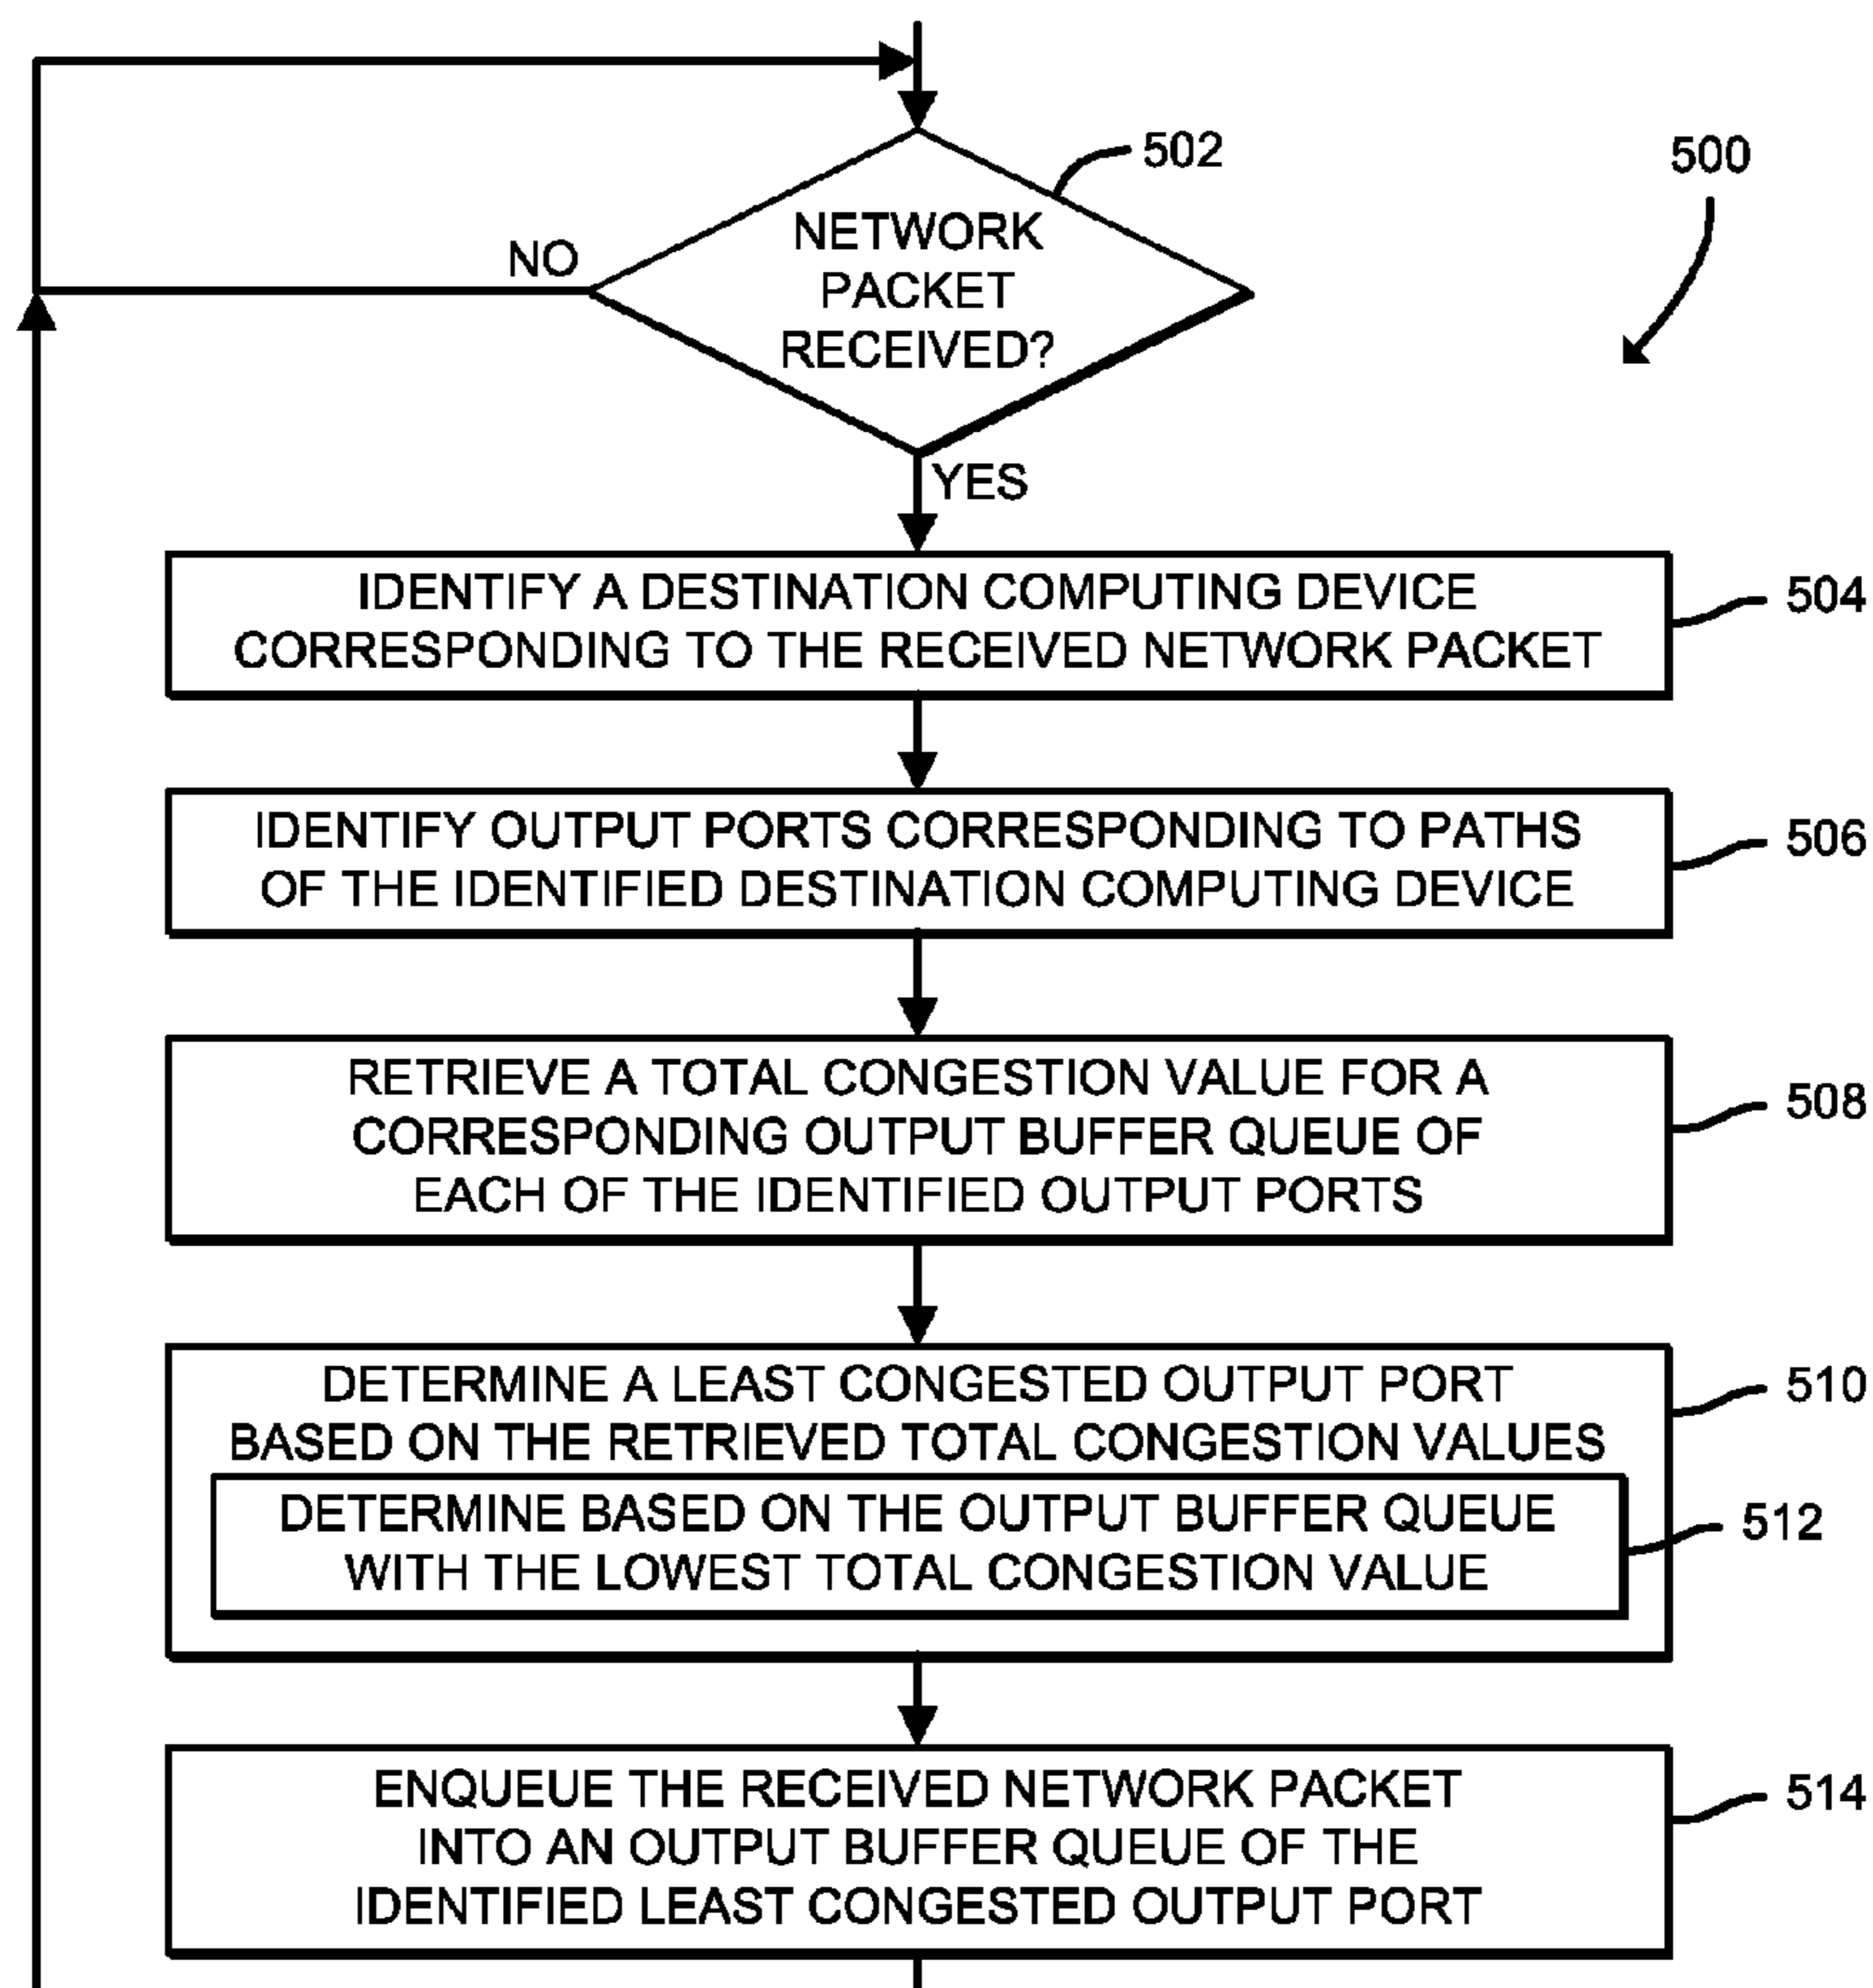 502
500
NETWORK
PACKET
RECEIVED?
NO
YES
IDENTIFY A DESTINATION COMPUTING DEVICE
CORRESPONDING TO THE RECEIVED NETWORK PACKET
504
IDENTIFY OUTPUT PORTS CORRESPONDING TO PATHS
OF THE IDENTIFIED DESTINATION COMPUTING DEVICE
506
RETRIEVE A TOTAL CONGESTION VALUE FOR A
CORRESPONDING OUTPUT BUFFER QUEUE OF
EACH OF THE IDENTIFIED OUTPUT PORTS
508
DETERMINE A LEAST CONGESTED OUTPUT PORT
BASED ON THE RETRIEVED TOTAL CONGESTION VALUES
510
DETERMINE BASED ON THE OUTPUT BUFFER QUEUE
WITH THE LOWEST TOTAL CONGESTION VALUE
512
ENQUEUE THE RECEIVED NETWORK PACKET
INTO AN OUTPUT BUFFER QUEUE OF THE
IDENTIFIED LEAST CONGESTED OUTPUT PORT
514